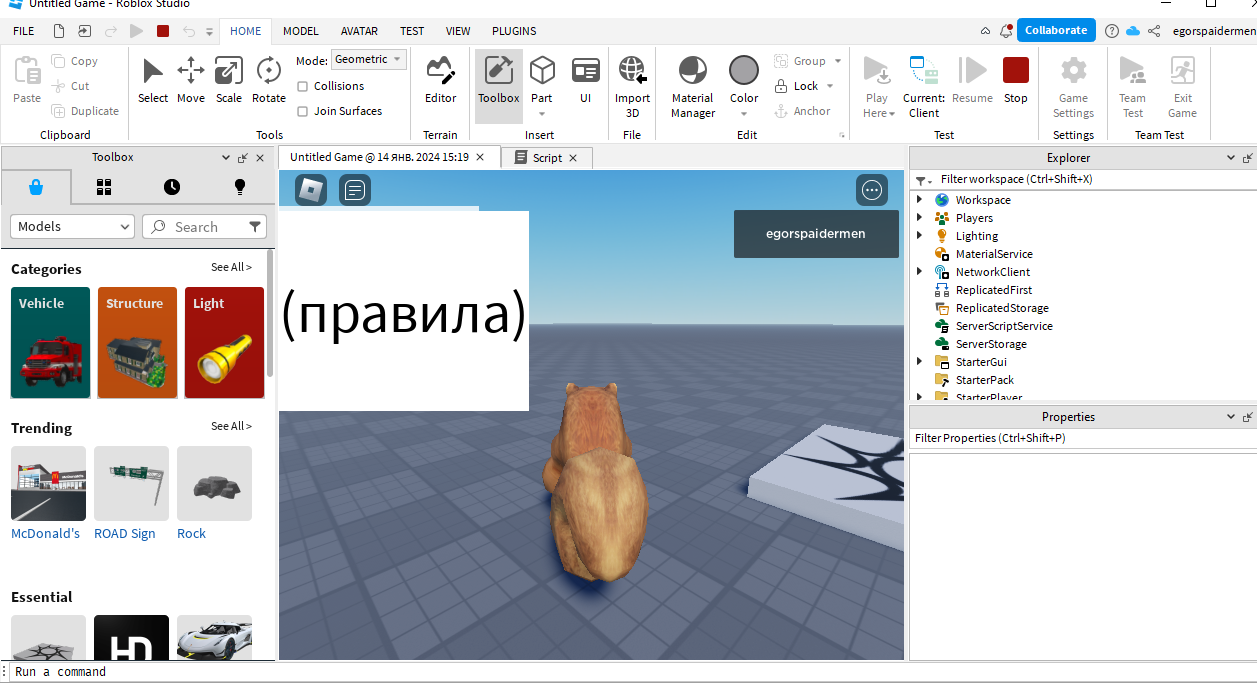 Untitled Game - Roblox Studio
FILE HOME MODEL AVATAR TEST VIEW PLUGINS Collaborate egorspaidermen
Paste Copy Cut Duplicate
Clipboard
Select Move Scale Rotate
Mode: Geometric
Collisions
Join Surfaces
Tools
Editor
Terrain
Toolbox Part UI
Insert
Import 3D
File
Material Manager Color
Group
Lock
Anchor
Edit
Play Here Current: Client Resume Stop
Test
Game Settings
Settings
Team Test Exit Game
Team Test
Toolbox
Models Search
Categories See All >
Vehicle Structure Light
Trending See All >
McDonald's ROAD Sign Rock
Essential
HD
Untitled Game @ 14 янв. 2024 15:19 Script
egorspaidermen
(правила)
Explorer
Filter workspace (Ctrl+Shift+X)
Workspace
Players
Lighting
MaterialService
NetworkClient
ReplicatedFirst
ReplicatedStorage
ServerScriptService
ServerStorage
StarterGui
StarterPack
StarterPlayer
Properties
Filter Properties (Ctrl+Shift+P)
Run a command